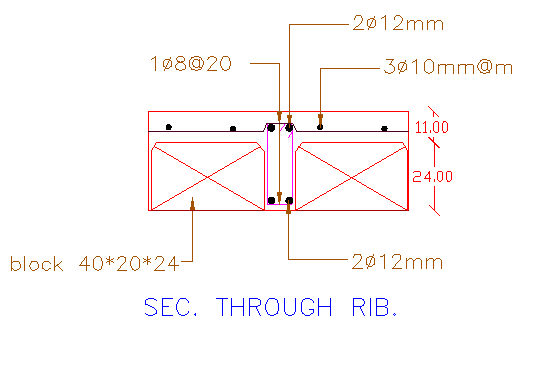 2ø12mm
1ø8@20
3ø10mm@m
11.00
24.00
block 40*20*24
2ø12mm
SEC. THROUGH RIB.